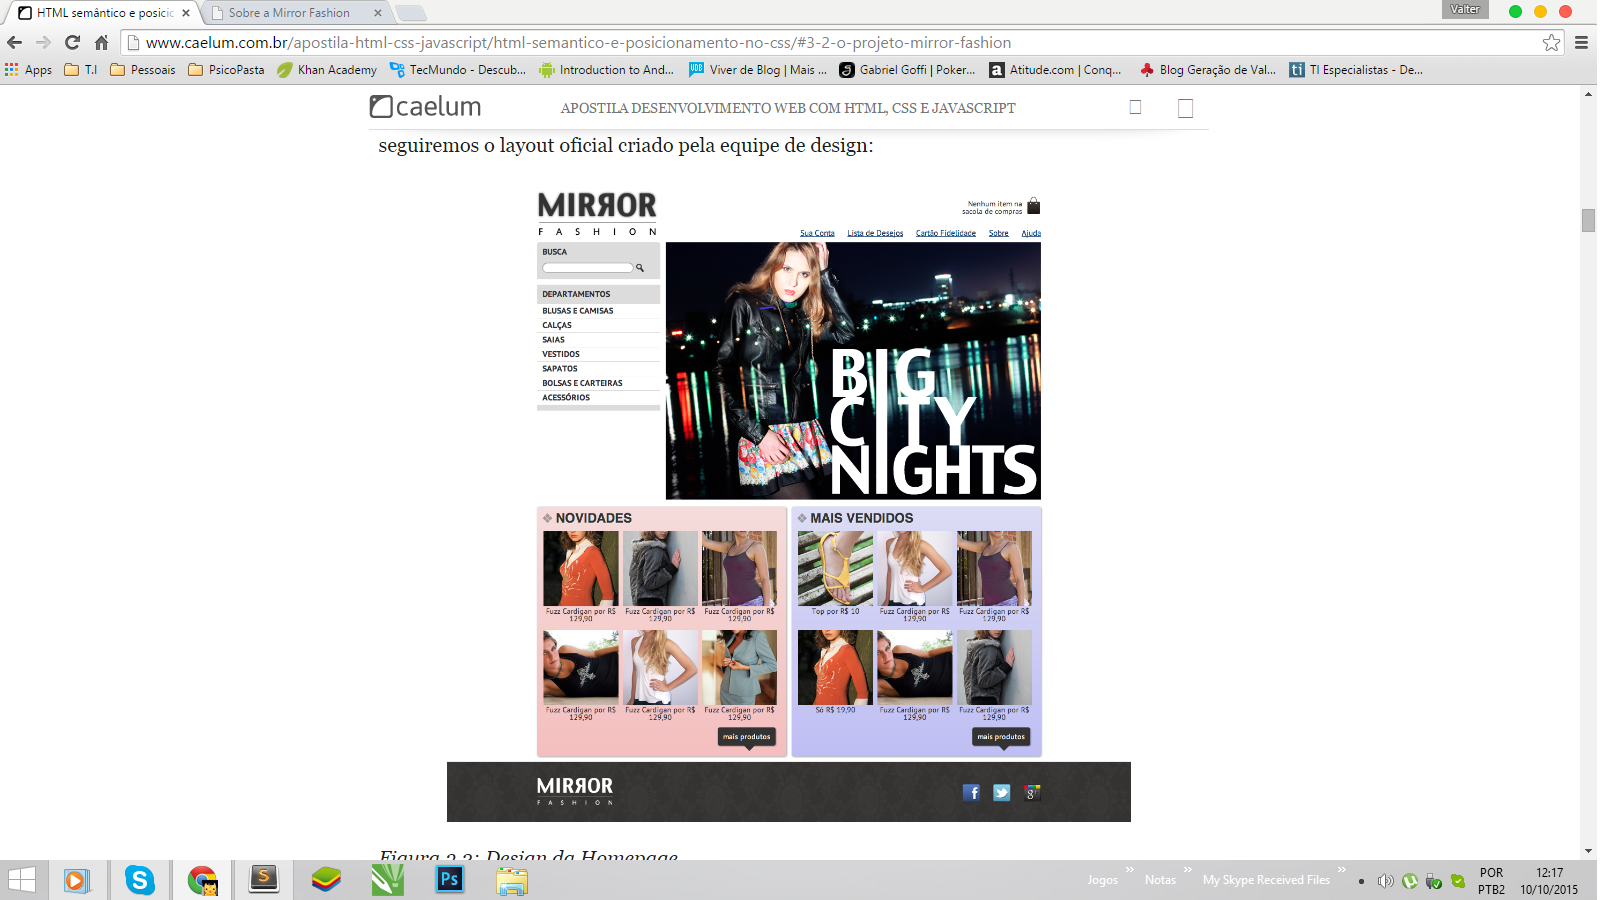 HTML semântico e posicio
Sobre a Mirror Fashion
Valter
www.caelum.com.br/apostila-html-css-javascript/html-semantico-e-posicionamento-no-css/#3-2-o-projeto-mirror-fashion
Apps
T.I
Pessoais
PsicoPasta
Khan Academy
TecMundo - Descub...
Introduction to And...
Viver de Blog | Mais ...
Gabriel Goffi | Poker...
Atitude.com | Conq...
Blog Geração de Val...
TI Especialistas - De...
caelum
APOSTILA DESENVOLVIMENTO WEB COM HTML, CSS E JAVASCRIPT
seguiremos o layout oficial criado pela equipe de design:
MIRROR
FASHION
Nenhum item na
sacola de compras
Sua Conta
Lista de Desejos
Cartão Fidelidade
Sobre
Ajuda
BUSCA
DEPARTAMENTOS
BLUSAS E CAMISAS
CALÇAS
SAIAS
VESTIDOS
SAPATOS
BOLSAS E CARTEIRAS
ACESSÓRIOS
BIG
CITY
NIGHTS
NOVIDADES
Fuzz Cardigan por R$
129,90
Fuzz Cardigan por R$
129,90
Fuzz Cardigan por R$
129,90
Fuzz Cardigan por R$
129,90
Fuzz Cardigan por R$
129,90
Fuzz Cardigan por R$
129,90
mais produtos
MAIS VENDIDOS
Top por R$ 10
Fuzz Cardigan por R$
129,90
Fuzz Cardigan por R$
129,90
Só R$ 19,90
Fuzz Cardigan por R$
129,90
Fuzz Cardigan por R$
129,90
mais produtos
MIRROR
FASHION
Figura 3.3: Design da Homepage
Jogos
Notas
My Skype Received Files
POR
PTB2
12:17
10/10/2015